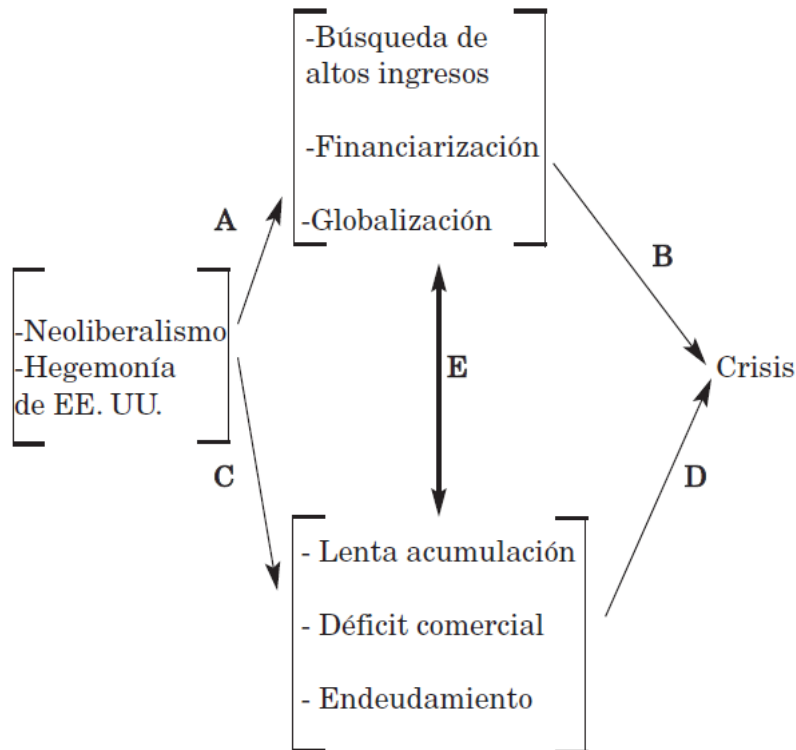 -Búsqueda de
altos ingresos
-Financiarización
-Globalización
A
B
-Neoliberalismo
-Hegemonía
de EE. UU.
E
Crisis
C
D
- Lenta acumulación
- Déficit comercial
- Endeudamiento